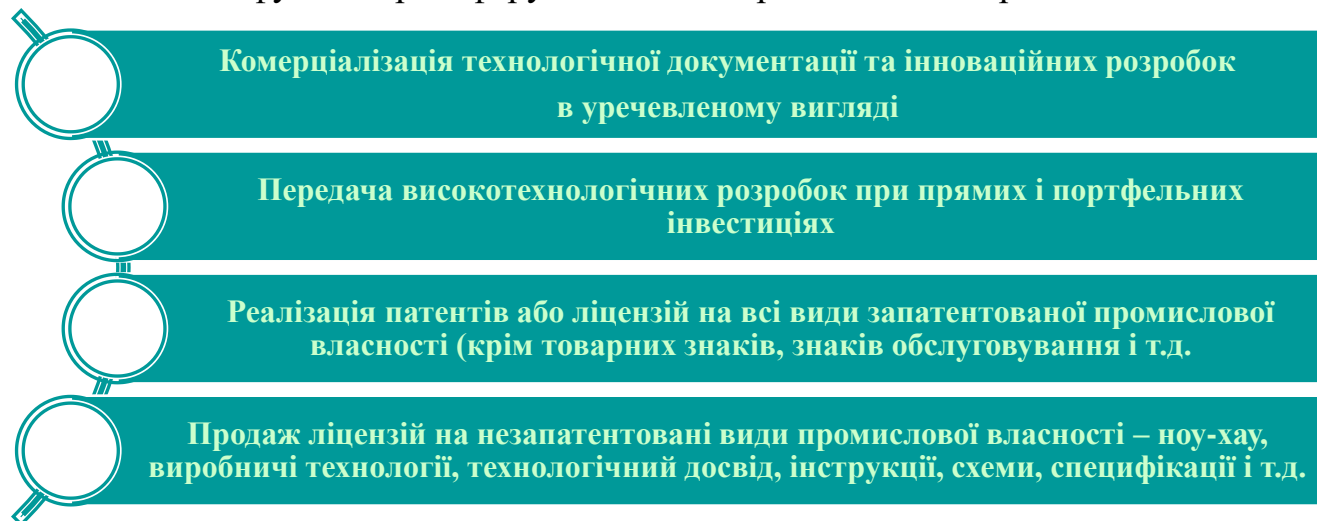 Комерціалізація технологічної документації та інноваційних розробок
в уречевленому вигляді
Передача високотехнологічних розробок при прямих і портфельних
інвестиціях
Реалізація патентів або ліцензій на всі види запатентованої промислової
власності (крім товарних знаків, знаків обслуговування і т.д.
Продаж ліцензій на незапатентовані види промислової власності – ноу-хау,
виробничі технології, технологічний досвід, інструкції, схеми, специфікації і т.д.